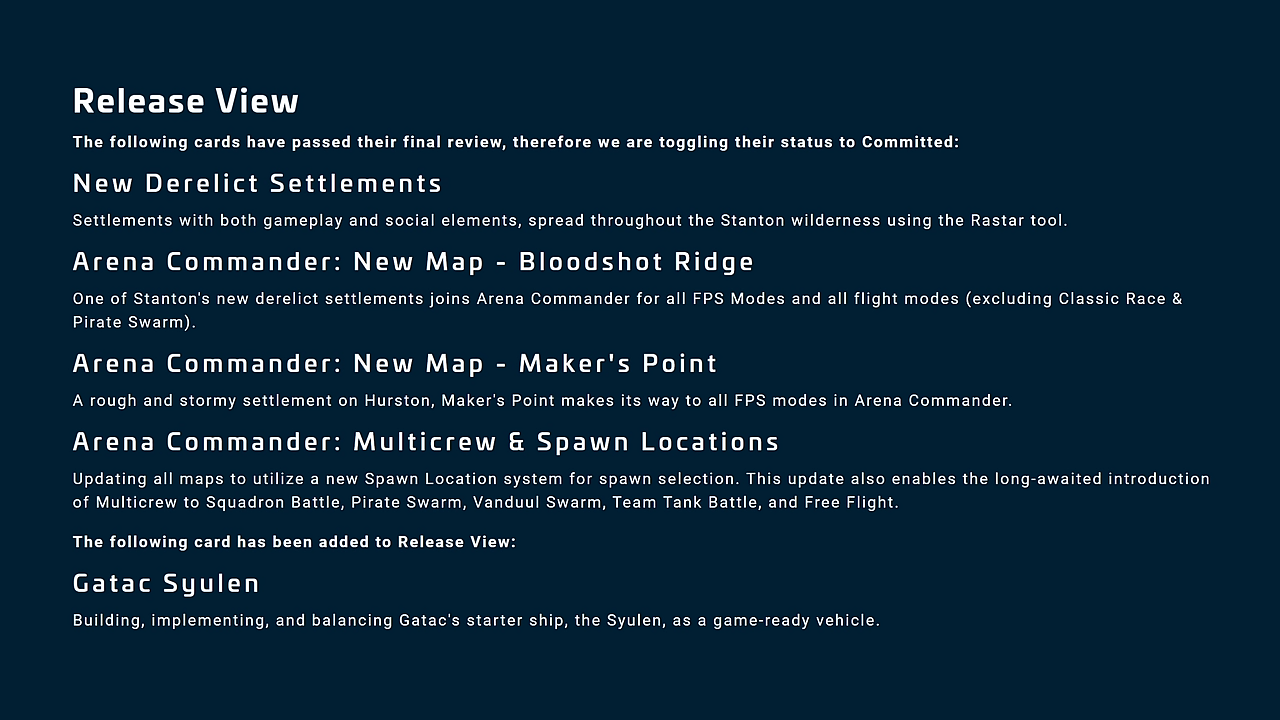 Release View
The following cards have passed their final review, therefore we are toggling their status to Committed:
New Derelict Settlements
Settlements with both gameplay and social elements, spread throughout the Stanton wilderness using the Rastar tool.
Arena Commander: New Map - Bloodshot Ridge
One of Stanton's new derelict settlements joins Arena Commander for all FPS Modes and all flight modes (excluding Classic Race &
Pirate Swarm).
Arena Commander: New Map - Maker's Point
A rough and stormy settlement on Hurston, Maker's Point makes its way to all FPS modes in Arena Commander.
Arena Commander: Multicrew & Spawn Locations
Updating all maps to utilize a new Spawn Location system for spawn selection. This update also enables the long-awaited introduction
of Multicrew to Squadron Battle, Pirate Swarm, Vanduul Swarm, Team Tank Battle, and Free Flight.
The following card has been added to Release View:
Gatac Syulen
Building, implementing, and balancing Gatac's starter ship, the Syulen, as a game-ready vehicle.